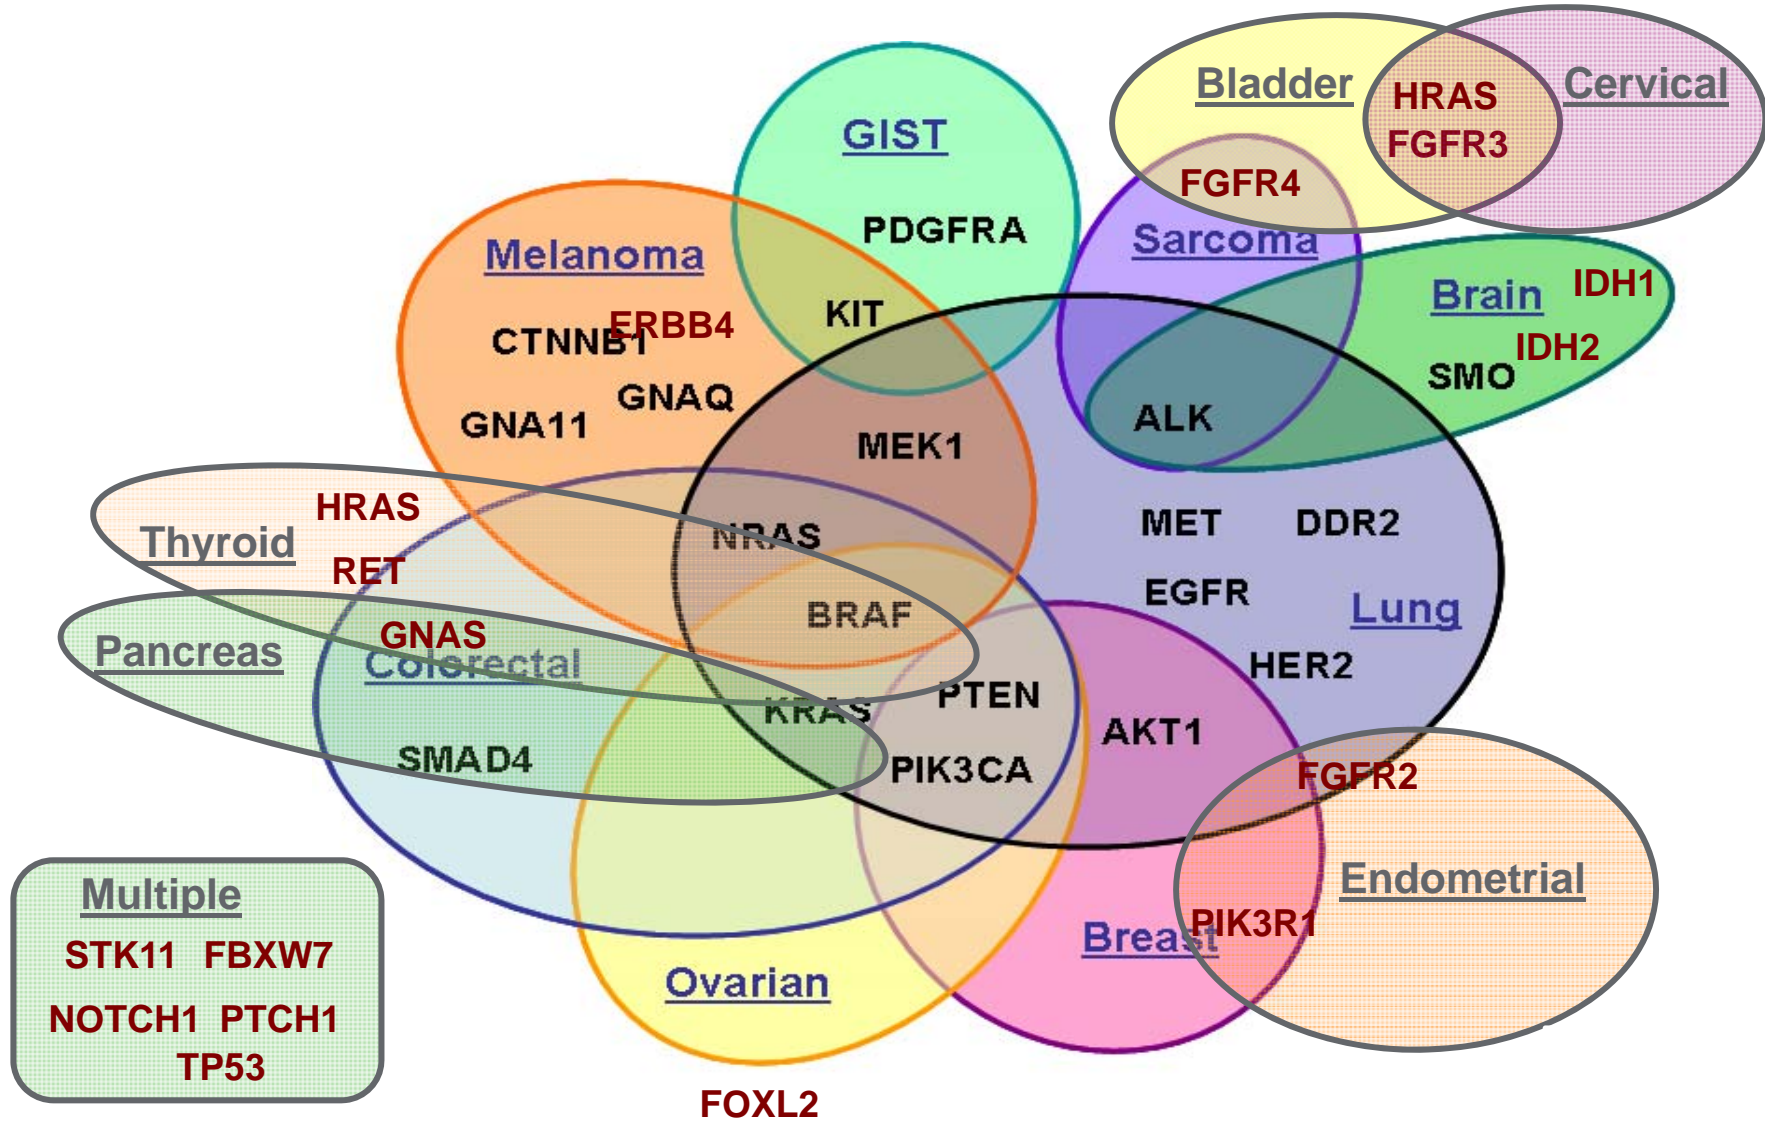 Bladder
Cervical
HRAS
FGFR3
GIST
FGFR4
PDGFRA
Sarcoma
Melanoma
IDH1
Brain
KIT
ERBB4
CTNNB1
IDH2
SMO
GNAQ
GNA11
ALK
MEK1
HRAS
MET
DDR2
Thyroid
NRAS
RET
EGFR
Lung
BRAF
GNAS
Pancreas
Colorectal
HER2
PTEN
KRAS
AKT1
SMAD4
PIK3CA
FGFR2
Endometrial
Multiple
PIK3R1
Breast
STK11 FBXW7
Ovarian
NOTCH1 PTCH1
TP53
FOXL2